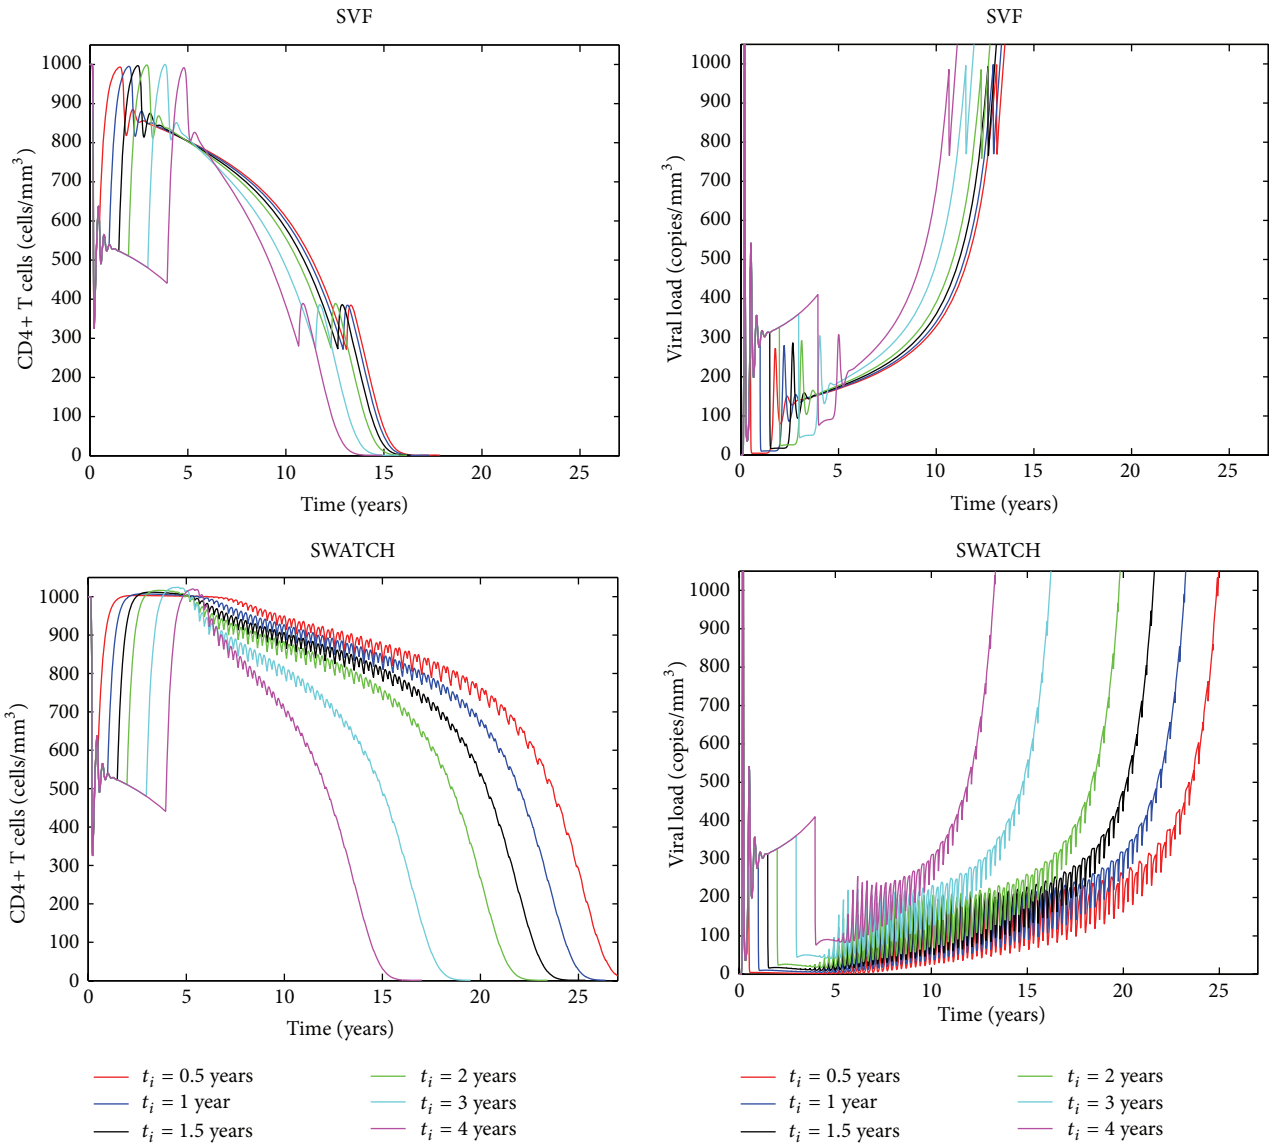 SVF
CD4+ T cells (cells/mm³)
1000
900
800
700
600
500
400
300
200
100
0
0 5 10 15 20 25
Time (years)
SVF
Viral load (copies/mm³)
1000
900
800
700
600
500
400
300
200
100
0
0 5 10 15 20 25
Time (years)
SWATCH
CD4+ T cells (cells/mm³)
1000
900
800
700
600
500
400
300
200
100
0
0 5 10 15 20 25
Time (years)
SWATCH
Viral load (copies/mm³)
1000
900
800
700
600
500
400
300
200
100
0
0 5 10 15 20 25
Time (years)
tᵢ = 0.5 years
tᵢ = 1 year
tᵢ = 1.5 years
tᵢ = 2 years
tᵢ = 3 years
tᵢ = 4 years
tᵢ = 0.5 years
tᵢ = 1 year
tᵢ = 1.5 years
tᵢ = 2 years
tᵢ = 3 years
tᵢ = 4 years